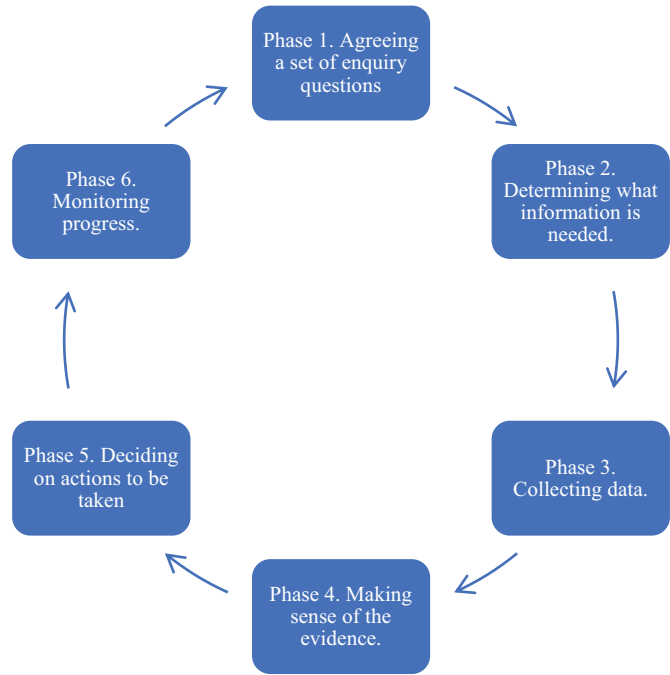 Phase 1. Agreeing
a set of enquiry
questions
Phase 2.
Determining what
information is
needed.
Phase 3.
Collecting data.
Phase 4. Making
sense of the
evidence.
Phase 5. Deciding
on actions to be
taken
Phase 6.
Monitoring
progress.